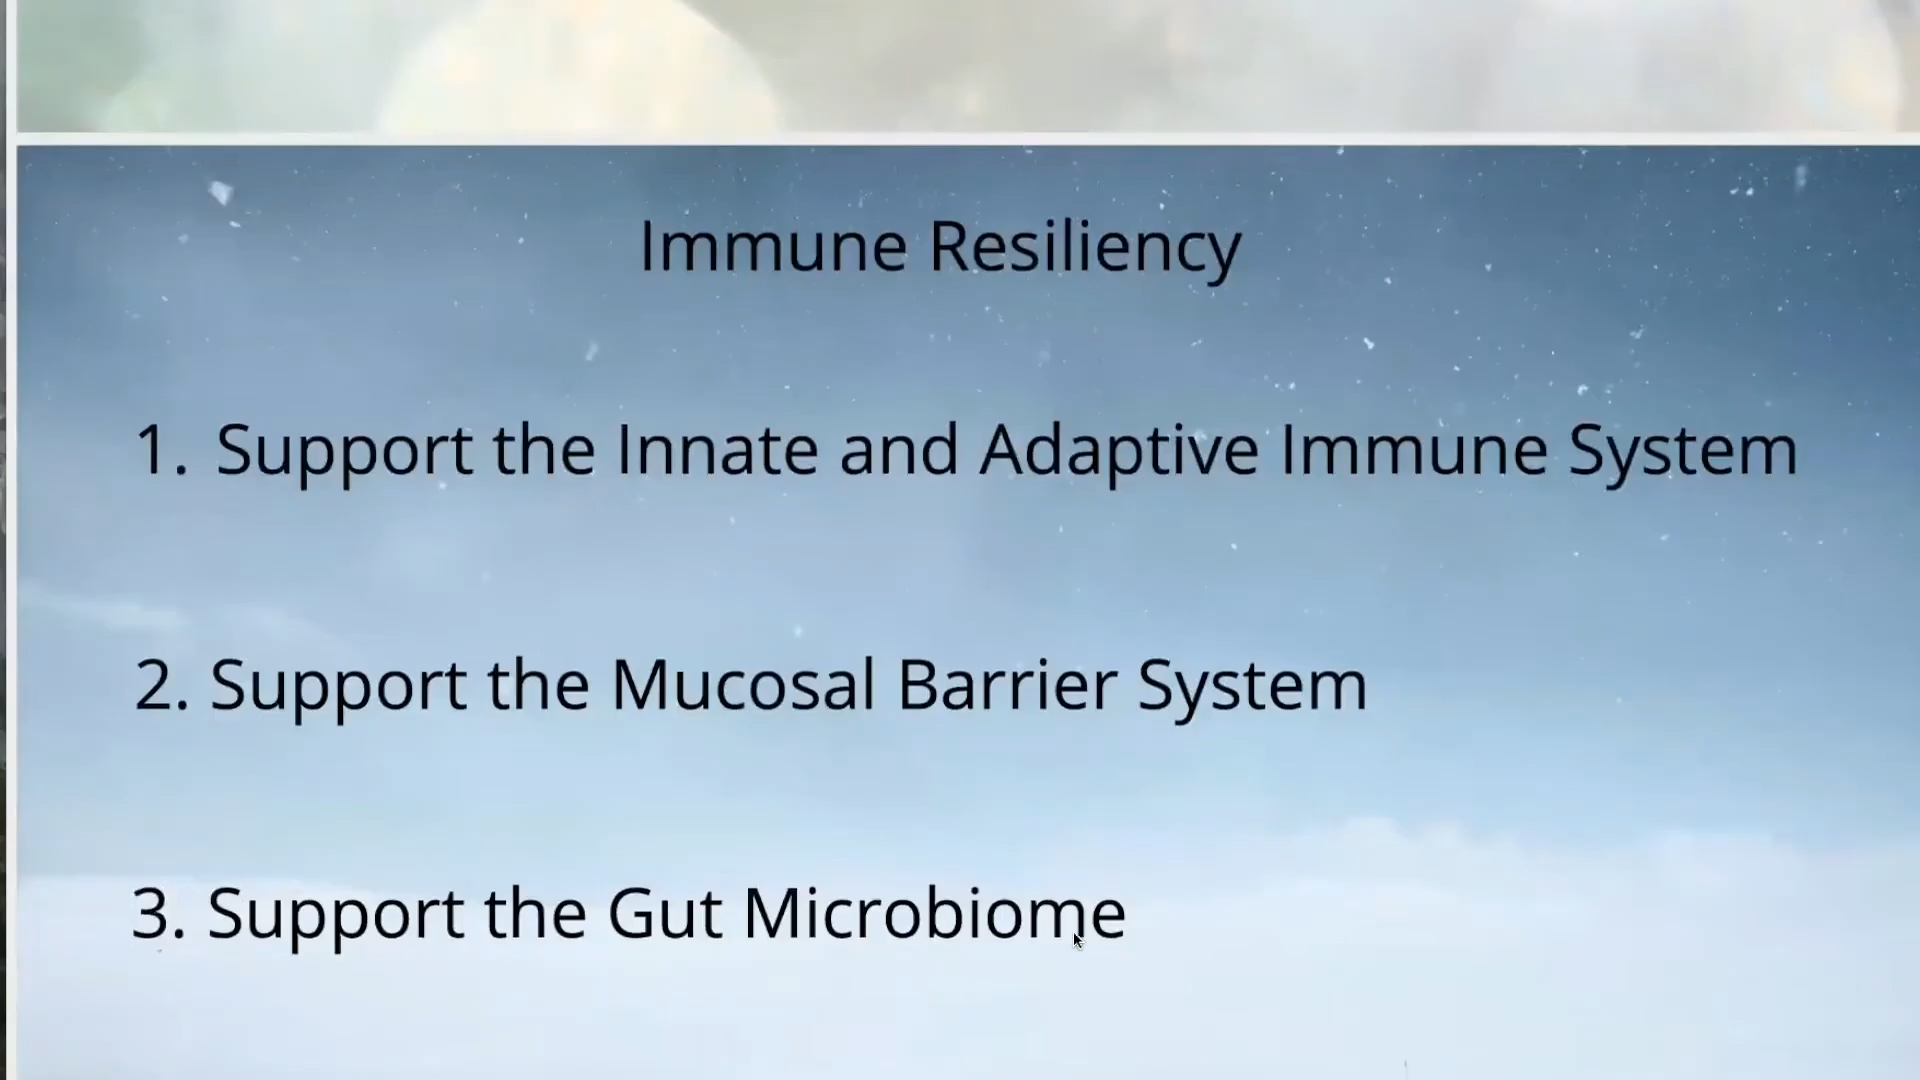 Immune Resiliency
1. Support the Innate and Adaptive Immune System
2. Support the Mucosal Barrier System
3. Support the Gut Microbiome